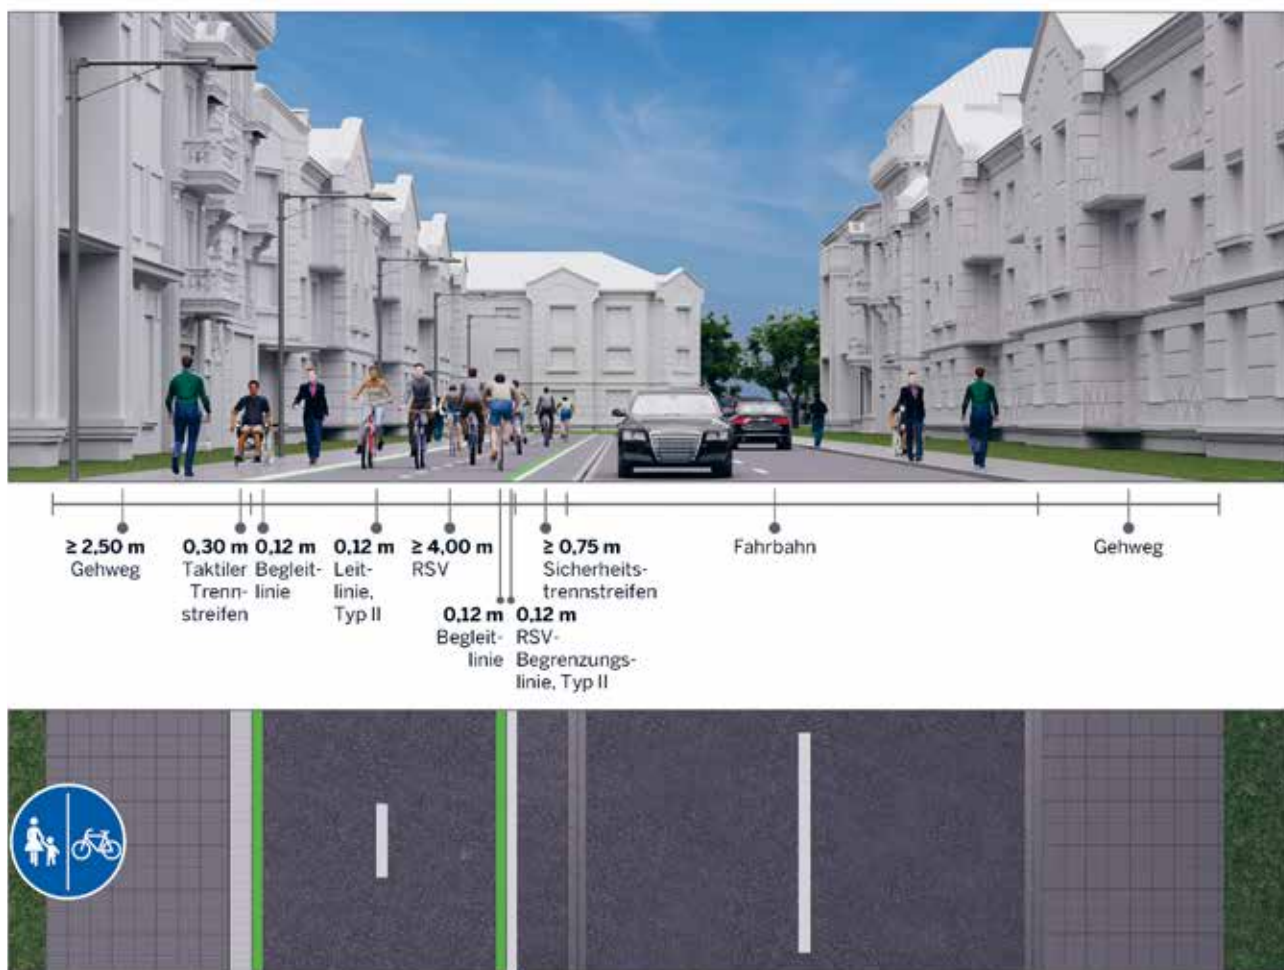 ≥ 2,50 m
Gehweg
0,30 m
Taktiler
Trenn-
streifen
0,12 m
Begleit-
linie
0,12 m
Leit-
linie,
Typ II
≥ 4,00 m
RSV
0,12 m
Begleit-
linie
0,12 m
RSV-
Begrenzungs-
linie, Typ II
≥ 0,75 m
Sicherheits-
trennstreifen
Fahrbahn
Gehweg